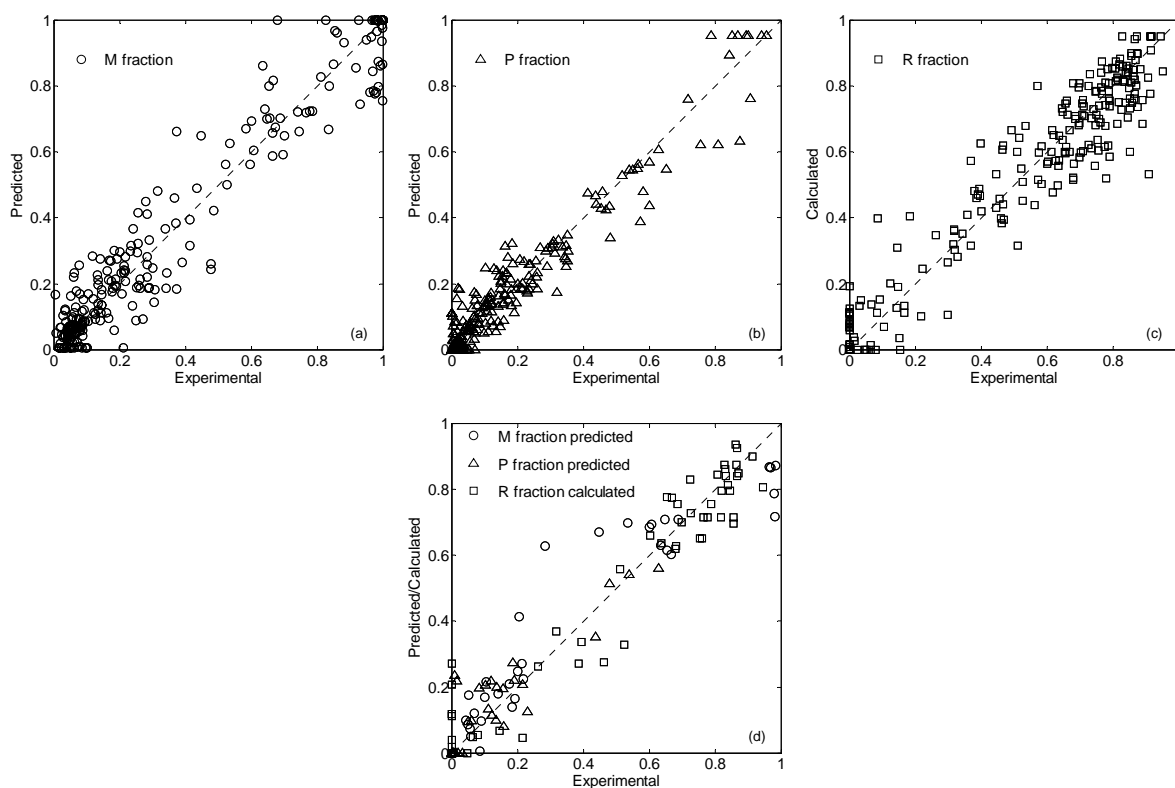 1
0.8
0.6
0.4
0.2
0
Predicted
M fraction
(a)
0 0.2 0.4 0.6 0.8 1
Experimental
1
0.8
0.6
0.4
0.2
0
Predicted
P fraction
(b)
0 0.2 0.4 0.6 0.8 1
Experimental
1
0.8
0.6
0.4
0.2
0
Calculated
R fraction
(c)
0 0.2 0.4 0.6 0.8 1
Experimental
1
0.8
0.6
0.4
0.2
0
Predicted/Calculated
M fraction predicted
P fraction predicted
R fraction calculated
(d)
0 0.2 0.4 0.6 0.8 1
Experimental